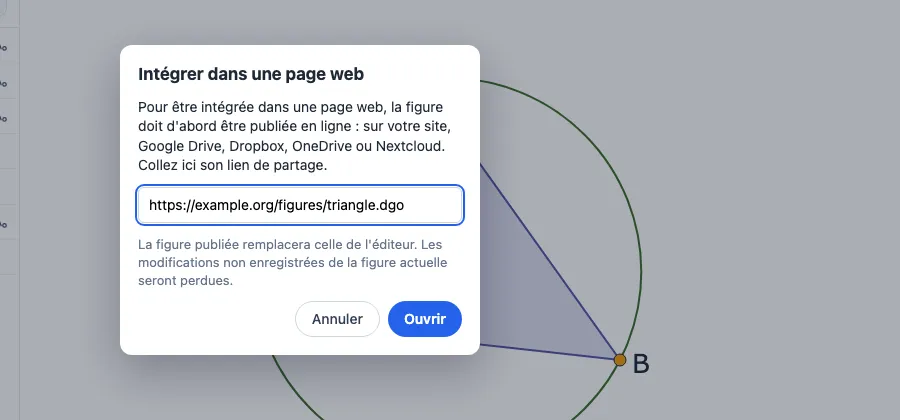 Intégrer dans une page web
Pour être intégrée dans une page web, la figure
doit d'abord être publiée en ligne : sur votre site,
Google Drive, Dropbox, OneDrive ou Nextcloud.
Collez ici son lien de partage.
https://example.org/figures/triangle.dgo
La figure publiée remplacera celle de l'éditeur. Les
modifications non enregistrées de la figure actuelle
seront perdues.
Annuler
Ouvrir
B